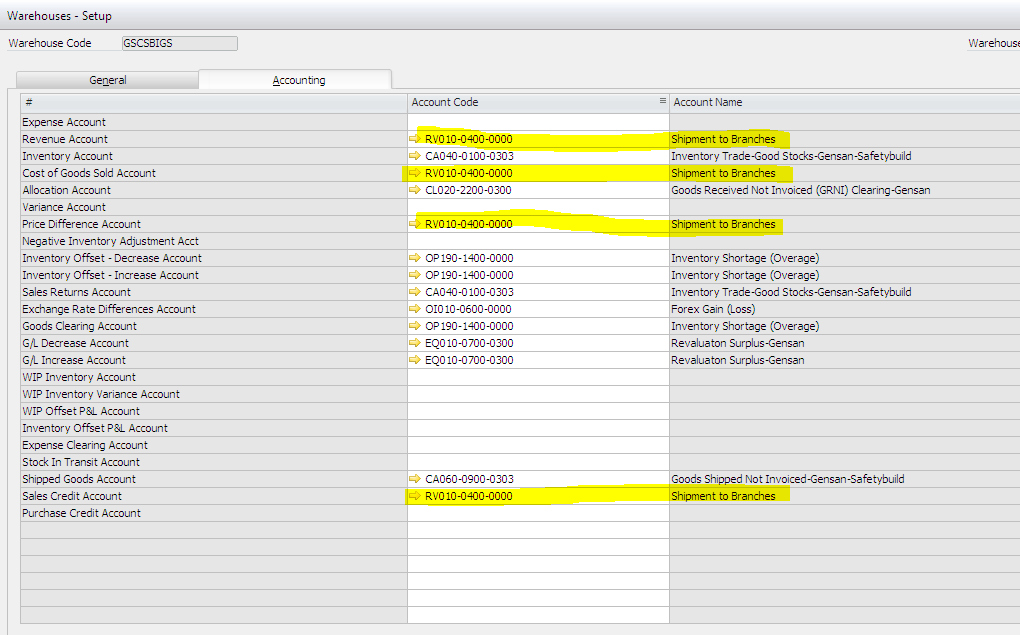 Warehouses - Setup
Warehouse Code GSCSBIGS Warehouse
General Accounting
# Account Code Account Name
Expense Account
Revenue Account RV010-0400-0000 Shipment to Branches
Inventory Account CA040-0100-0303 Inventory Trade-Good Stocks-Gensan-Safetybuild
Cost of Goods Sold Account RV010-0400-0000 Shipment to Branches
Allocation Account CL020-2200-0300 Goods Received Not Invoiced (GRNI) Clearing-Gensan
Variance Account
Price Difference Account RV010-0400-0000 Shipment to Branches
Negative Inventory Adjustment Acct
Inventory Offset - Decrease Account OP190-1400-0000 Inventory Shortage (Overage)
Inventory Offset - Increase Account OP190-1400-0000 Inventory Shortage (Overage)
Sales Returns Account CA040-0100-0303 Inventory Trade-Good Stocks-Gensan-Safetybuild
Exchange Rate Differences Account OI010-0600-0000 Forex Gain (Loss)
Goods Clearing Account OP190-1400-0000 Inventory Shortage (Overage)
G/L Decrease Account EQ010-0700-0300 Revaluaton Surplus-Gensan
G/L Increase Account EQ010-0700-0300 Revaluaton Surplus-Gensan
WIP Inventory Account
WIP Inventory Variance Account
WIP Offset P&L Account
Inventory Offset P&L Account
Expense Clearing Account
Stock In Transit Account
Shipped Goods Account CA060-0900-0303 Goods Shipped Not Invoiced-Gensan-Safetybuild
Sales Credit Account RV010-0400-0000 Shipment to Branches
Purchase Credit Account